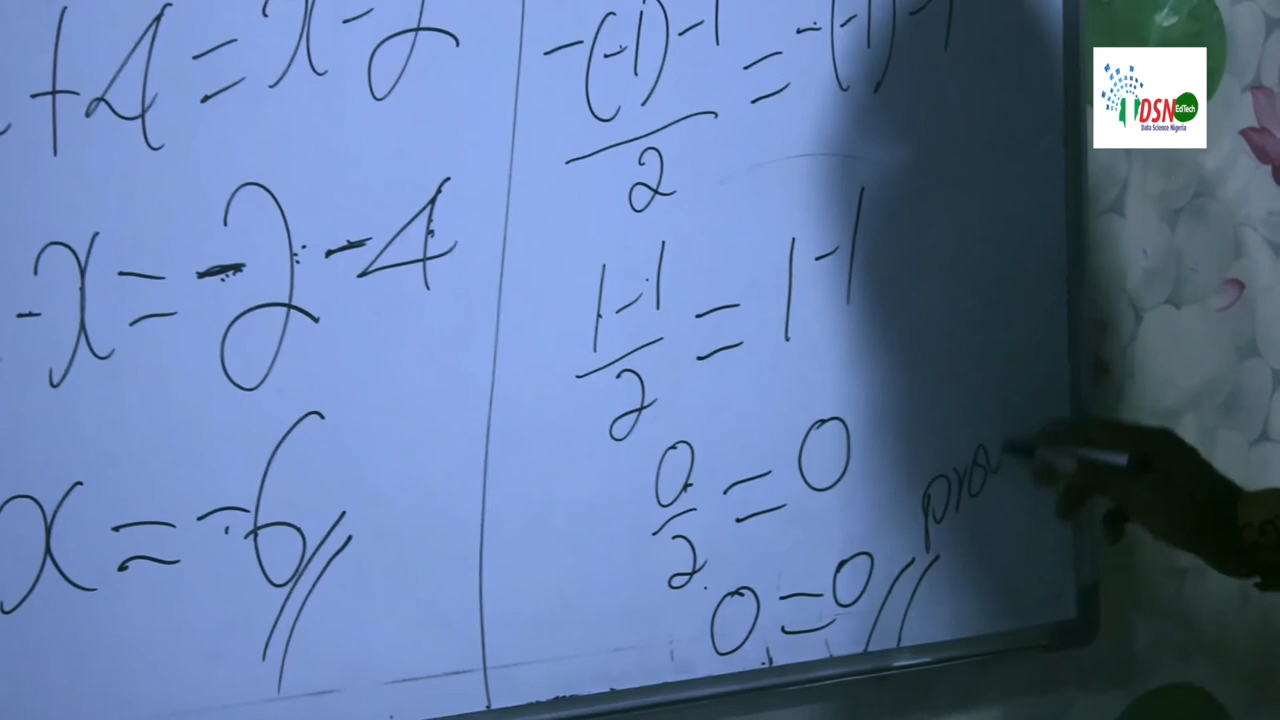 +4=x-2
-x=-2-4
x=-6
-(-1)-1/2=-(-1)-1
1-1/2=1-1
0/2=0
0=0
pro
DSN EdTech
Data Science Nigeria